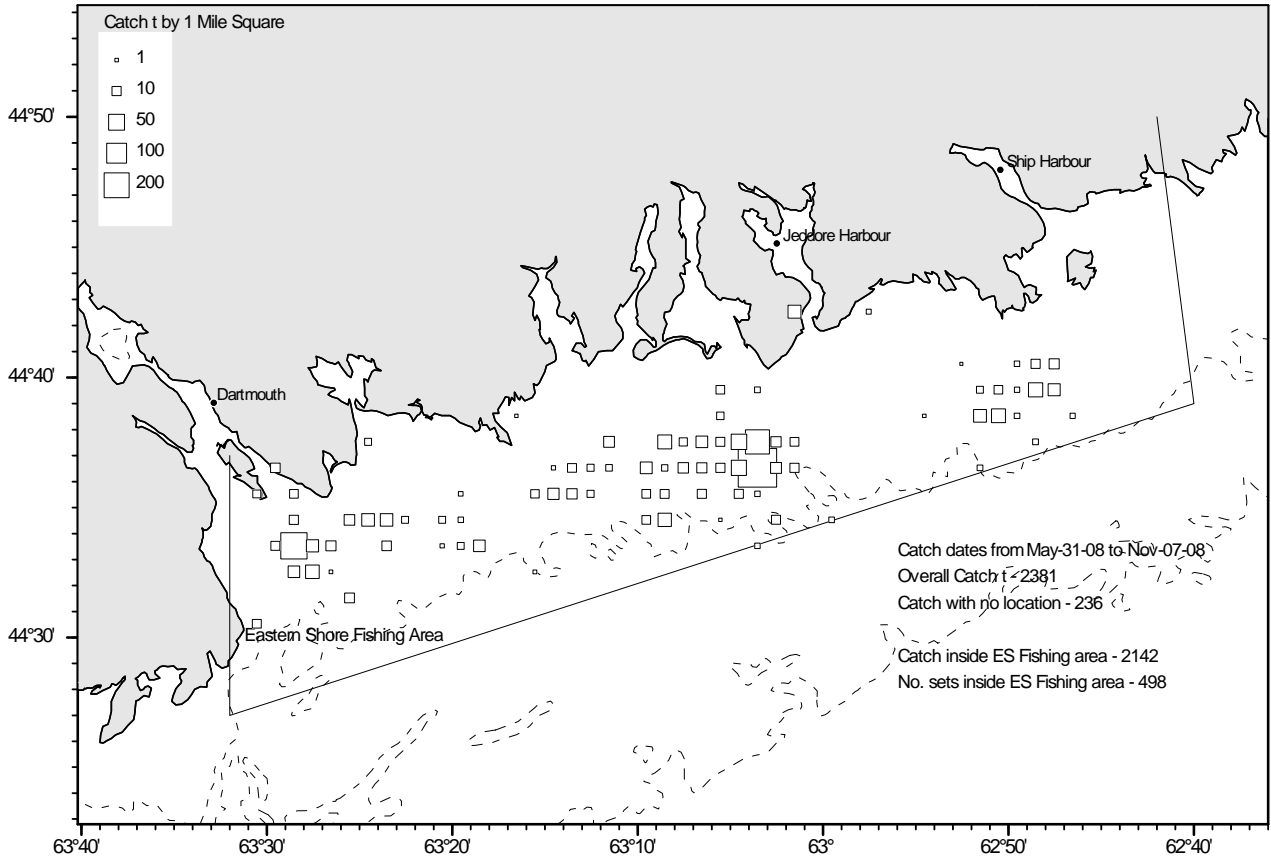 Catch t by 1 Mile Square
1
10
50
100
200
44°50'
Ship Harbour
Jeddore Harbour
44°40'
Dartmouth
Catch dates from May-31-08 to Nov-07-08
Overall Catch t - 2381
Catch with no location - 236
44°30'
Eastern Shore Fishing Area
Catch inside ES Fishing area - 2142
No. sets inside ES Fishing area - 498
63°40' 63°30' 63°20' 63°10' 63° 62°50' 62°40'